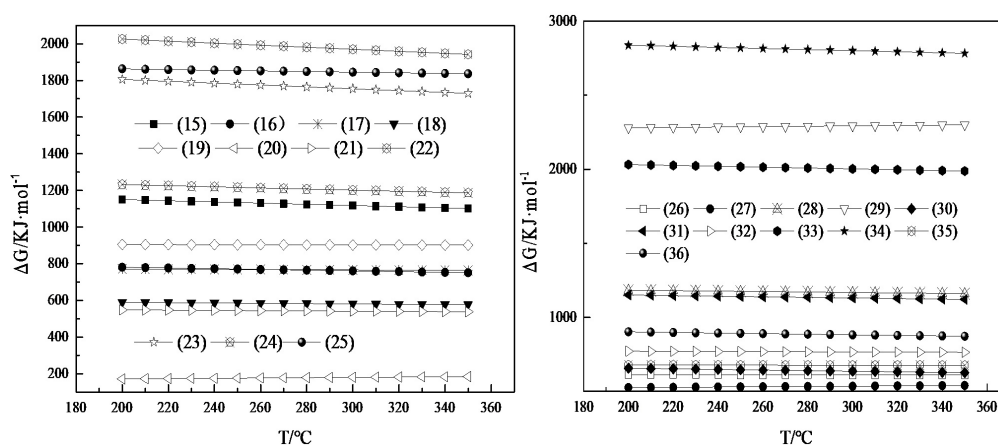 2000
1800
1600
1400
1200
1000
800
600
400
200
ΔG/KJ·mol-1
(15) (16） (17) (18)
(19) (20) (21) (22)
(23) (24) (25)
180 200 220 240 260 280 300 320 340 360
T/℃
3000
2000
1000
ΔG/KJ·mol-1
(26) (27) (28) (29) (30)
(31) (32) (33) (34) (35)
(36)
180 200 220 240 260 280 300 320 340 360
T/℃